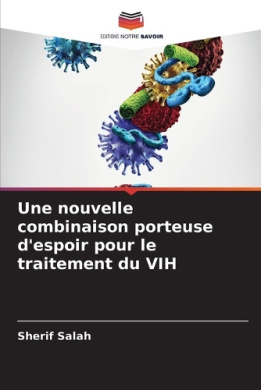 EDITIONS NOTRE SAVOIR
Une nouvelle
combinaison porteuse
d'espoir pour le
traitement du VIH
Sherif Salah